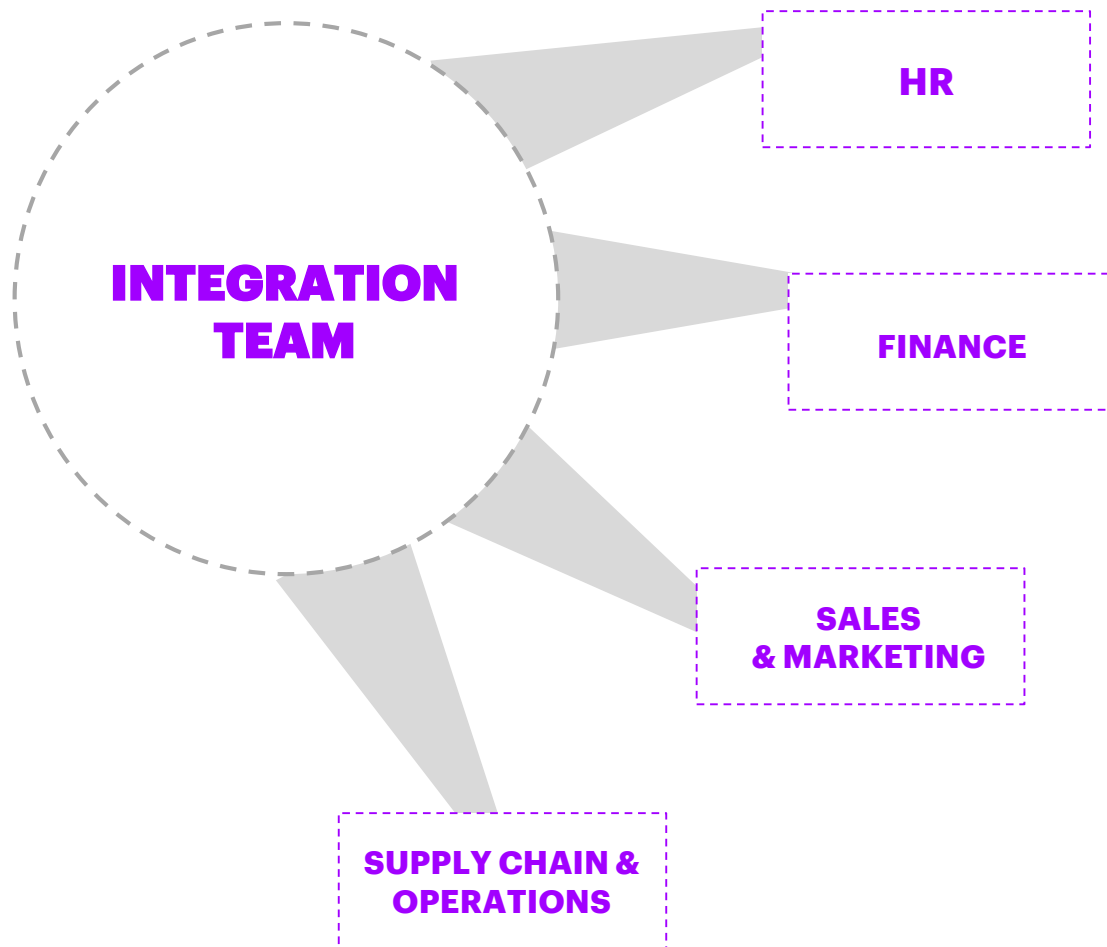 HR
INTEGRATION
TEAM
FINANCE
SALES
& MARKETING
SUPPLY CHAIN &
OPERATIONS